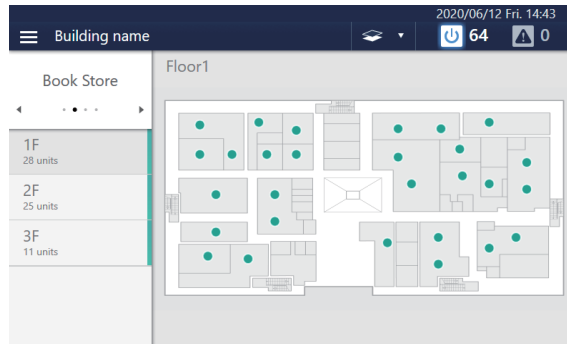 2020/06/12 Fri. 14:43
Building name
64
0
Book Store
Floor1
1F
28 units
2F
25 units
3F
11 units